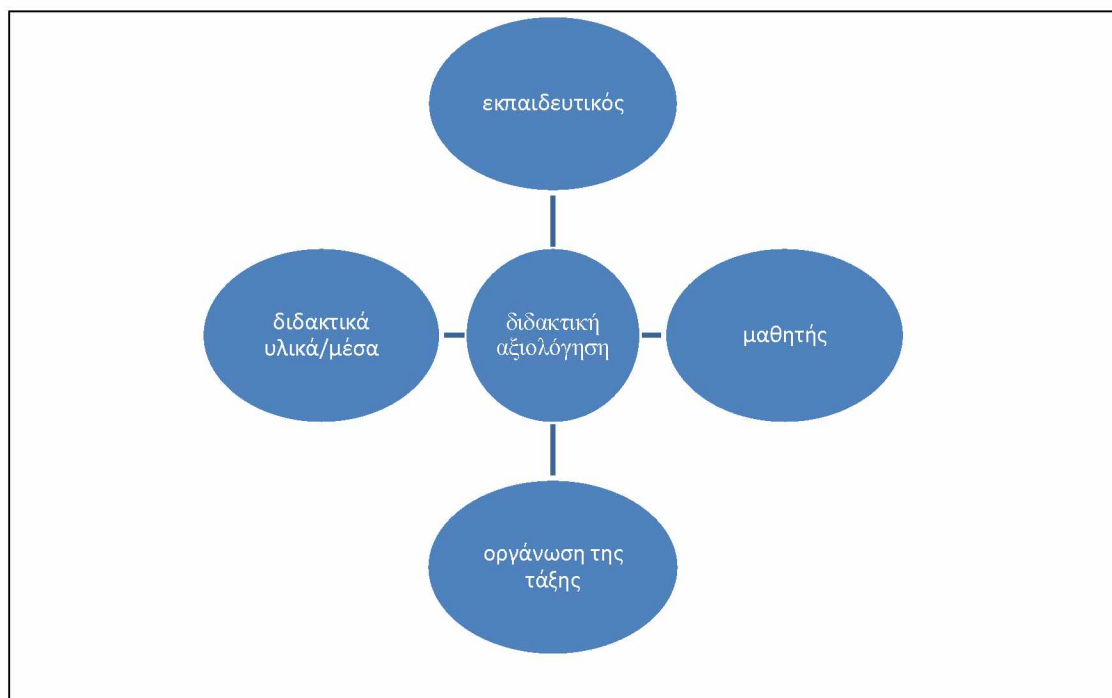 εκπαιδευτικός
διδακτικά
υλικά/μέσα
διδακτική
αξιολόγηση
μαθητής
οργάνωση της
τάξης